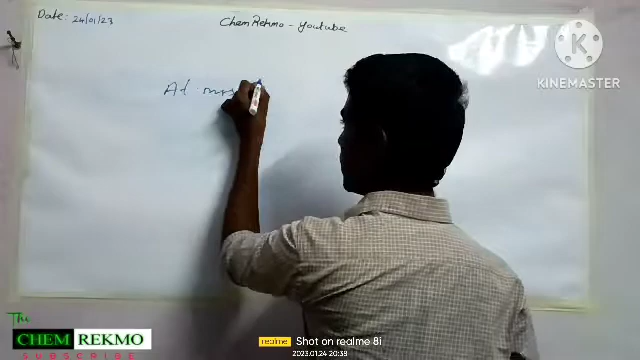 Date: 24/01/23
ChemRekmo - Youtube
KINEMASTER
The
CHEM REKMO
SUBSCRIBE
realme Shot on realme 8i
2023.01.24 20:38